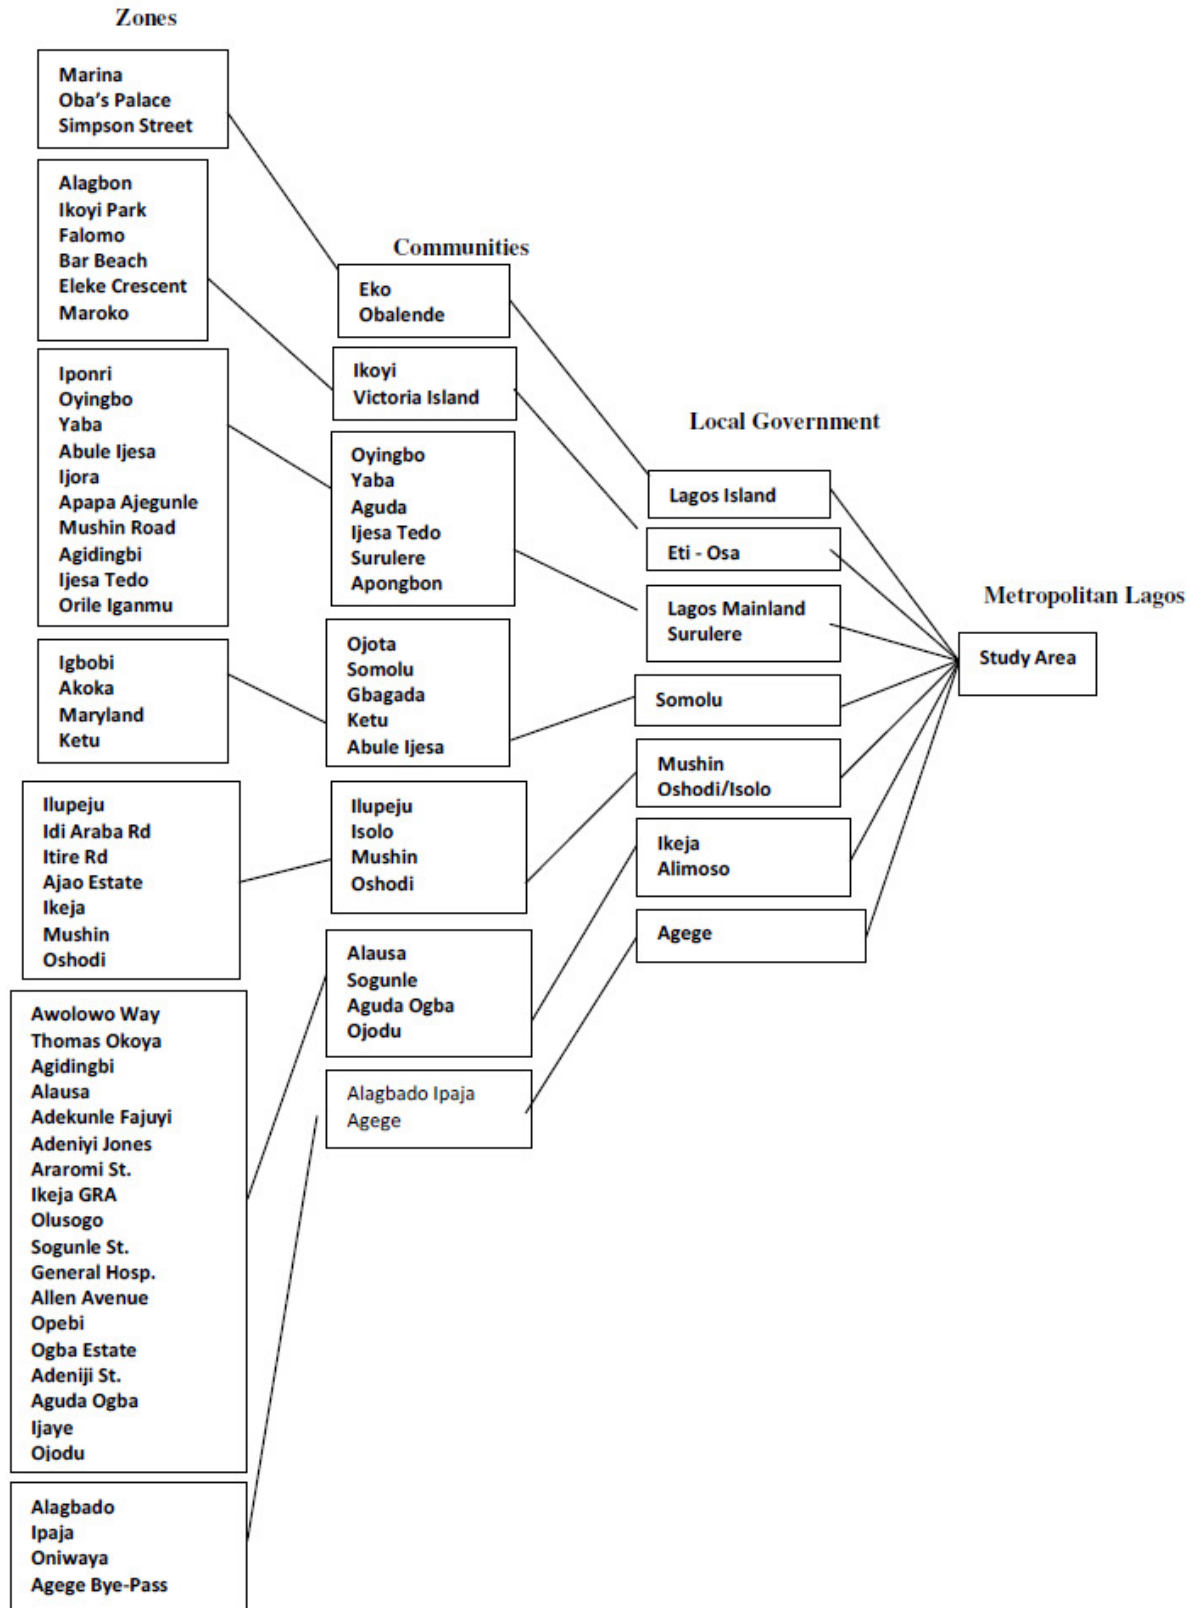 Zones
Marina
Oba's Palace
Simpson Street
Alagbon
Ikoyi Park
Falomo
Bar Beach
Eleke Crescent
Maroko
Iponri
Oyingbo
Yaba
Abule Ijesa
Ijora
Apapa Ajegunle
Mushin Road
Agidingbi
Ijesa Tedo
Orile Iganmu
Igbobi
Akoka
Maryland
Ketu
Ilupeju
Idi Araba Rd
Itire Rd
Ajao Estate
Ikeja
Mushin
Oshodi
Awolowo Way
Thomas Okoya
Agidingbi
Alausa
Adekunle Fajuyi
Adeniyi Jones
Araromi St.
Ikeja GRA
Olusogo
Sogunle St.
General Hosp.
Allen Avenue
Opebi
Ogba Estate
Adeniji St.
Aguda Ogba
Ijaye
Ojodu
Alagbado
Ipaja
Oniwaya
Agege Bye-Pass
Communities
Eko
Obalende
Ikoyi
Victoria Island
Oyingbo
Yaba
Aguda
Ijesa Tedo
Surulere
Apongbon
Ojota
Somolu
Gbagada
Ketu
Abule Ijesa
Ilupeju
Isolo
Mushin
Oshodi
Alausa
Sogunle
Aguda Ogba
Ojodu
Alagbado Ipaja
Agege
Local Government
Lagos Island
Eti - Osa
Lagos Mainland
Surulere
Somolu
Mushin
Oshodi/Isolo
Ikeja
Alimoso
Agege
Metropolitan Lagos
Study Area